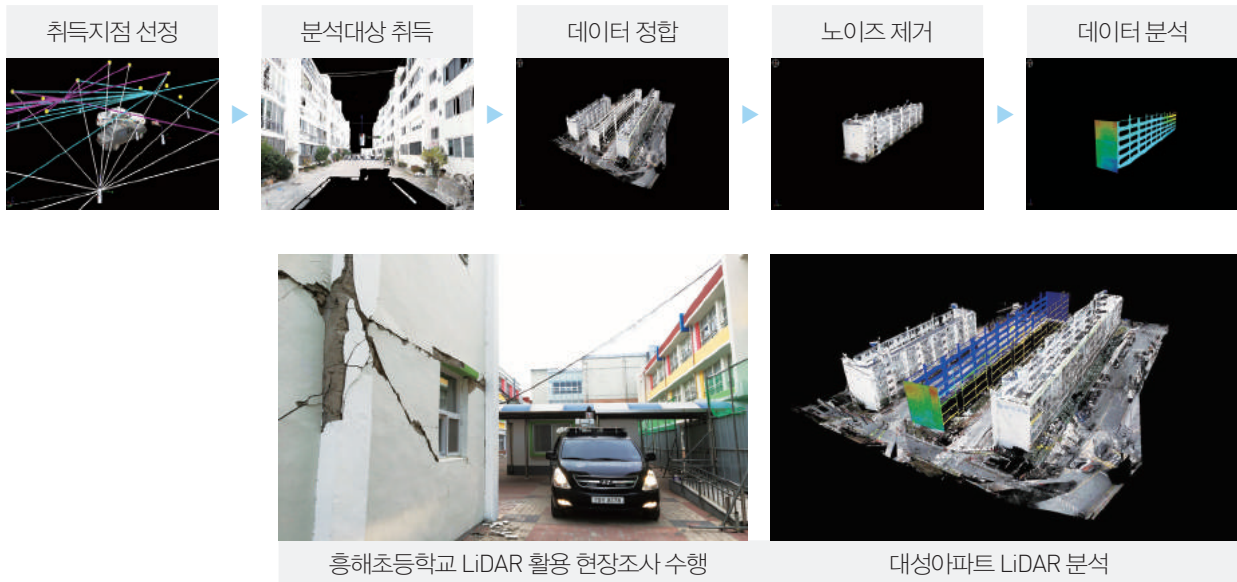 취득지점 선정
분석대상 취득
데이터 정합
노이즈 제거
데이터 분석
흥해초등학교 LiDAR 활용 현장조사 수행
대성아파트 LiDAR 분석